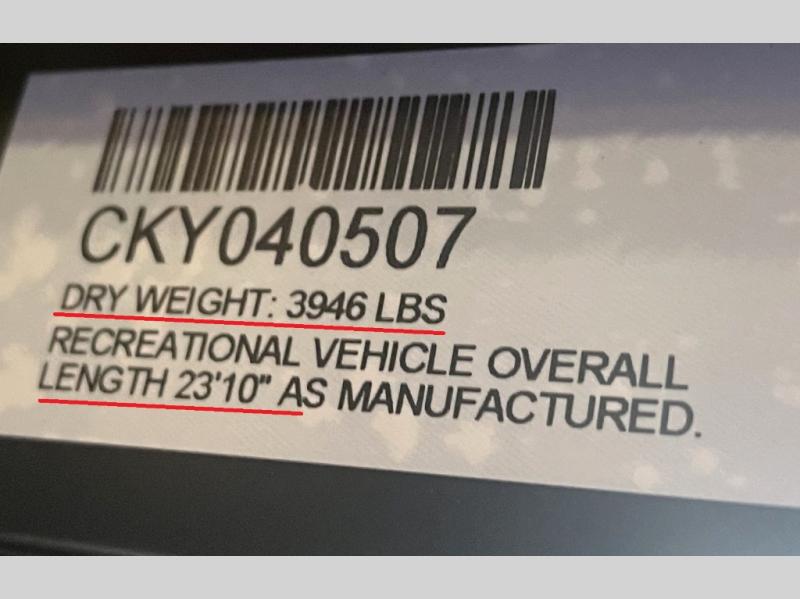 CKY040507
DRY WEIGHT: 3946 LBS
RECREATIONAL VEHICLE OVERALL
LENGTH 23'10" AS MANUFACTURED.